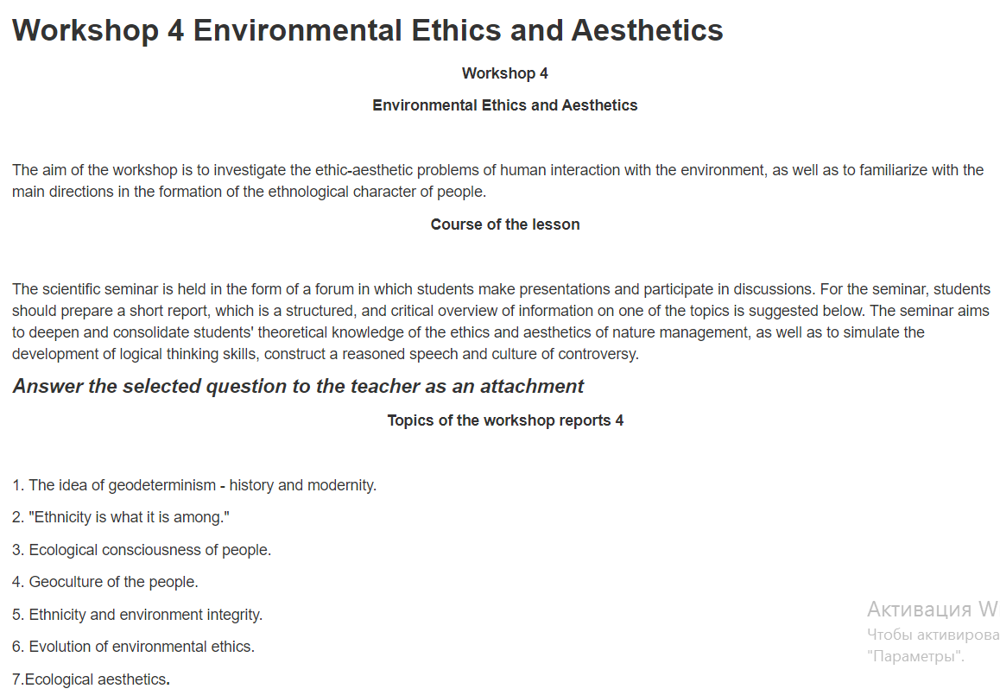 Workshop 4 Environmental Ethics and Aesthetics
Workshop 4
Environmental Ethics and Aesthetics
The aim of the workshop is to investigate the ethic-aesthetic problems of human interaction with the environment, as well as to familiarize with the
main directions in the formation of the ethnological character of people.
Course of the lesson
The scientific seminar is held in the form of a forum in which students make presentations and participate in discussions. For the seminar, students
should prepare a short report, which is a structured, and critical overview of information on one of the topics is suggested below. The seminar aims
to deepen and consolidate students' theoretical knowledge of the ethics and aesthetics of nature management, as well as to simulate the
development of logical thinking skills, construct a reasoned speech and culture of controversy.
Answer the selected question to the teacher as an attachment
Topics of the workshop reports 4
1. The idea of geodeterminism - history and modernity.
2. "Ethnicity is what it is among."
3. Ecological consciousness of people.
4. Geoculture of the people.
5. Ethnicity and environment integrity.
6. Evolution of environmental ethics.
7.Ecological aesthetics.
Активация W
Чтобы активирова
"Параметры".